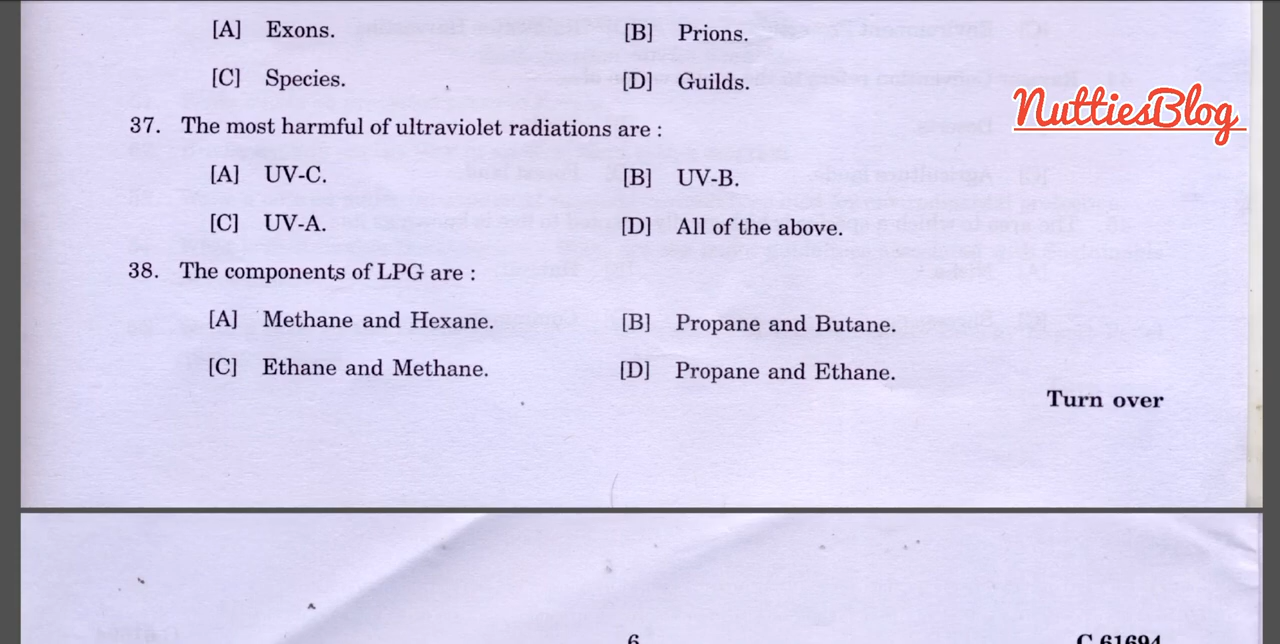 [A] Exons. [B] Prions.
[C] Species. [D] Guilds.
NuttiesBlog
37. The most harmful of ultraviolet radiations are :
[A] UV-C. [B] UV-B.
[C] UV-A. [D] All of the above.
38. The components of LPG are :
[A] Methane and Hexane. [B] Propane and Butane.
[C] Ethane and Methane. [D] Propane and Ethane.
Turn over
6 C 61694